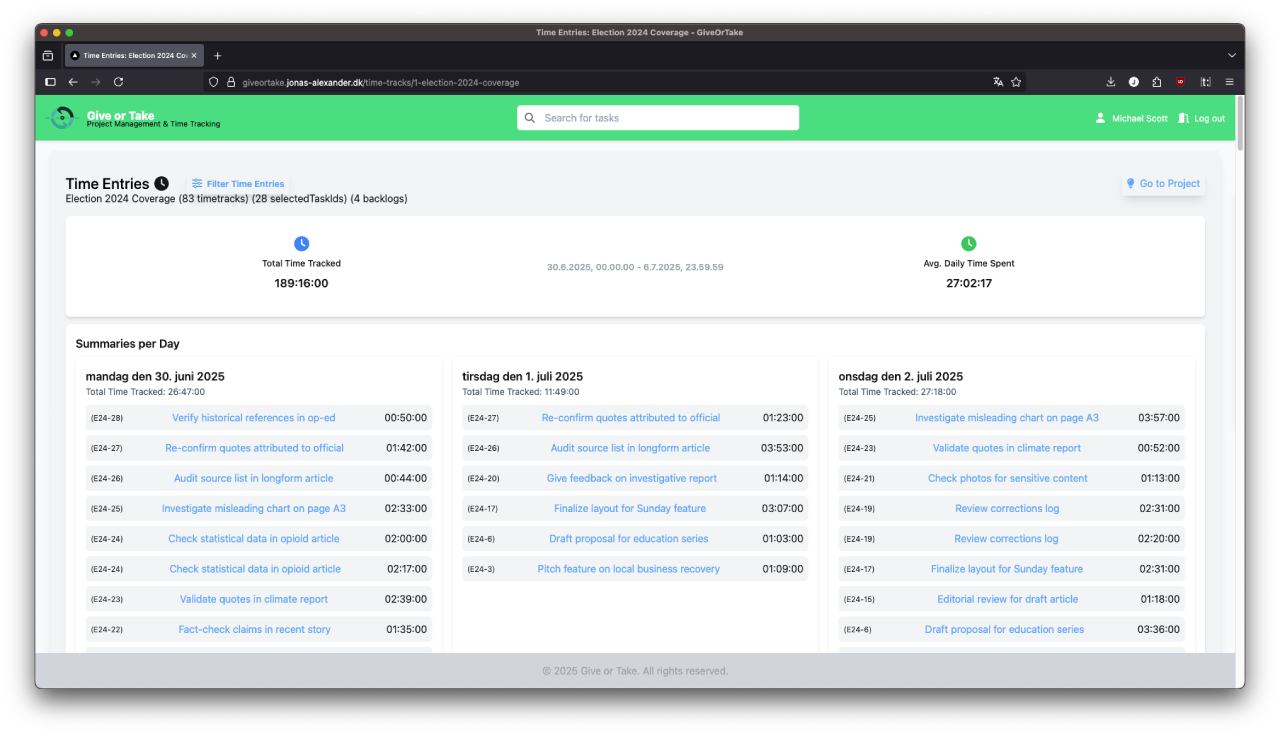 Time Entries: Election 2024 Coverage - GiveOrTake
Time Entries: Election 2024 Co
giveortake.jonas-alexander.dk/time-tracks/1-election-2024-coverage
Give or Take
Project Management & Time Tracking
Search for tasks
Michael Scott
Log out
Time Entries
Filter Time Entries
Go to Project
Election 2024 Coverage (83 timetracks) (28 selectedTaskIds) (4 backlogs)
Total Time Tracked
189:16:00
30.6.2025, 00.00.00 - 6.7.2025, 23.59.59
Avg. Daily Time Spent
27:02:17
Summaries per Day
mandag den 30. juni 2025
Total Time Tracked: 26:47:00
(E24-28) Verify historical references in op-ed 00:50:00
(E24-27) Re-confirm quotes attributed to official 01:42:00
(E24-26) Audit source list in longform article 00:44:00
(E24-25) Investigate misleading chart on page A3 02:33:00
(E24-24) Check statistical data in opioid article 02:00:00
(E24-24) Check statistical data in opioid article 02:17:00
(E24-23) Validate quotes in climate report 02:39:00
(E24-22) Fact-check claims in recent story 01:35:00
tirsdag den 1. juli 2025
Total Time Tracked: 11:49:00
(E24-27) Re-confirm quotes attributed to official 01:23:00
(E24-26) Audit source list in longform article 03:53:00
(E24-20) Give feedback on investigative report 01:14:00
(E24-17) Finalize layout for Sunday feature 03:07:00
(E24-6) Draft proposal for education series 01:03:00
(E24-3) Pitch feature on local business recovery 01:09:00
onsdag den 2. juli 2025
Total Time Tracked: 27:18:00
(E24-25) Investigate misleading chart on page A3 03:57:00
(E24-23) Validate quotes in climate report 00:52:00
(E24-21) Check photos for sensitive content 01:13:00
(E24-19) Review corrections log 02:31:00
(E24-19) Review corrections log 02:20:00
(E24-17) Finalize layout for Sunday feature 02:31:00
(E24-15) Editorial review for draft article 01:18:00
(E24-6) Draft proposal for education series 03:36:00
© 2025 Give or Take. All rights reserved.